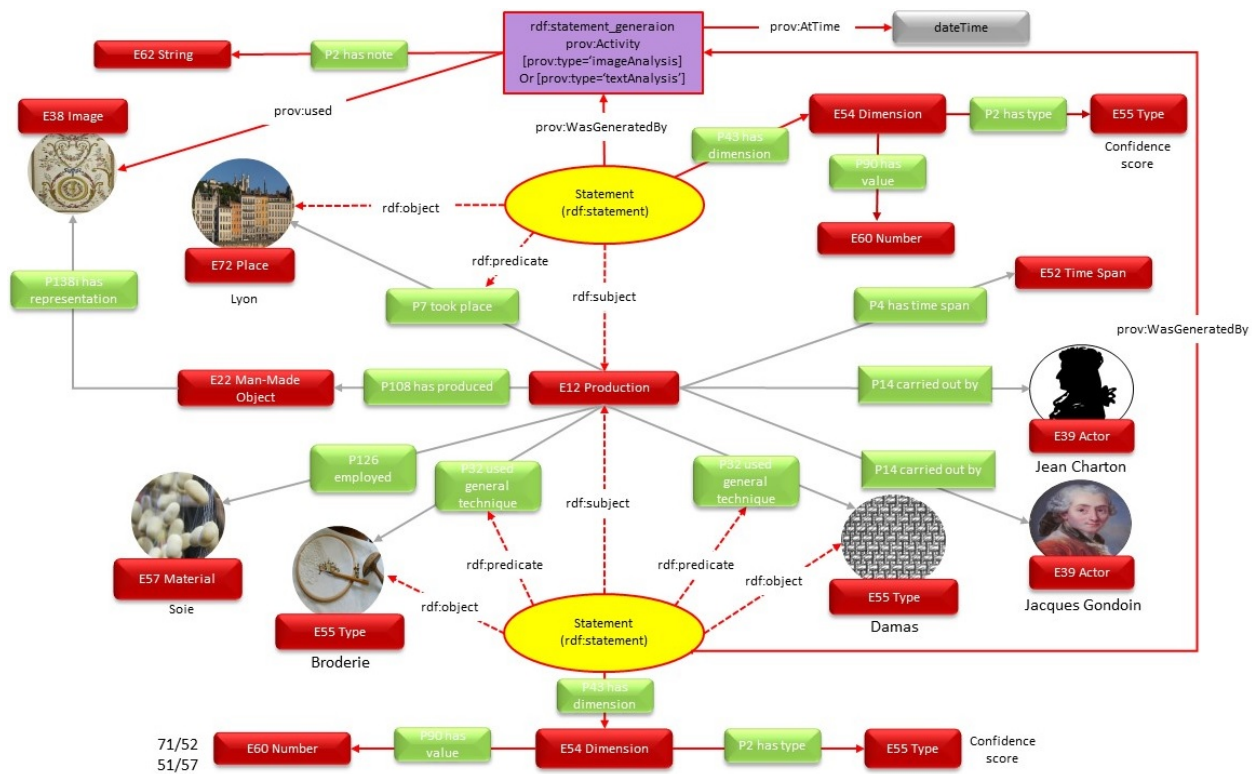 rdf:statement_generaion
prov:Activity
[prov:type='imageAnalysis]
Or [prov:type='textAnalysis']
prov:AtTime
dateTime
E62 String
P2 has note
prov:used
E38 Image
prov:WasGeneratedBy
P43 has
dimension
E54 Dimension
P2 has type
E55 Type
Confidence
score
P90 has
value
E60 Number
Statement
(rdf:statement)
rdf:object
rdf:predicate
rdf:subject
E72 Place
Lyon
P138i has
representation
P7 took place
P4 has time span
E52 Time Span
prov:WasGeneratedBy
E22 Man-Made
Object
P108 has produced
E12 Production
P14 carried out by
E39 Actor
Jean Charton
P14 carried out by
E39 Actor
Jacques Gondoin
P126
employed
P32 used
general
technique
P32 used
general
technique
rdf:subject
E57 Material
Soie
rdf:predicate
rdf:predicate
rdf:object
rdf:object
E55 Type
Broderie
E55 Type
Damas
Statement
(rdf:statement)
P43 has
dimension
71/52
51/57
E60 Number
P90 has
value
E54 Dimension
P2 has type
E55 Type
Confidence
score